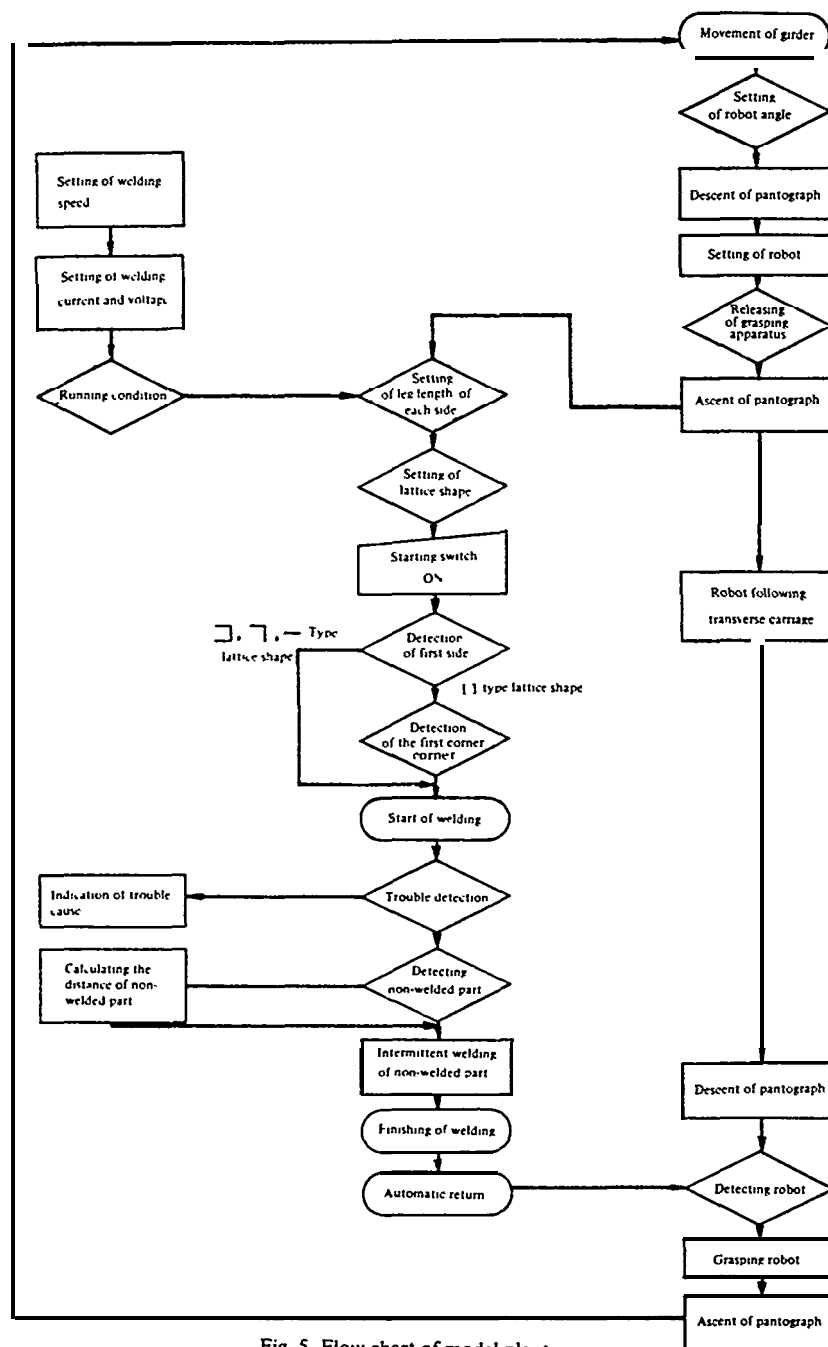 Movement of girder
Setting
of robot angle
Setting of welding
speed
Descent of pantograph
Setting of robot
Setting of welding
current and voltage
Releasing
of grasping
apparatus
Running condition
Setting
of leg length of
each side
Ascent of pantograph
Setting of
lattice shape
Starting switch
ON
Robot following
transverse carriage
コ, フ, — Type
lattice shape
Detection
of first side
[ ] type lattice shape
Detection
of the first corner
corner
Start of welding
Indication of trouble
cause
Trouble detection
Calculating the
distance of non-
welded part
Detecting
non-welded part
Intermittent welding
of non-welded part
Descent of pantograph
Finishing of welding
Automatic return
Detecting robot
Grasping robot
Ascent of pantograph
Fig. 5 Flow sheet of model plant